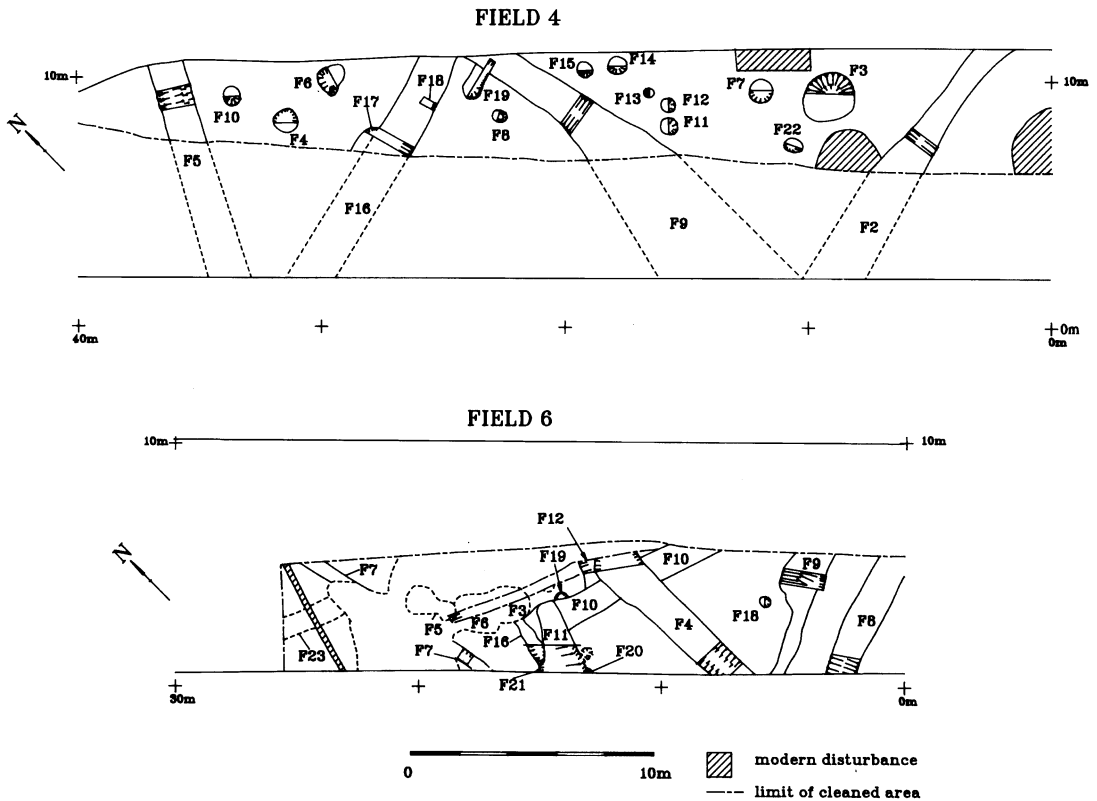 FIELD 4
10m
10m
F15
F14
F6
F18
F7
F3
F19
F13
F12
F10
F17
F8
F11
N
F4
F22
F5
F16
F9
F2
40m
0m
0m
FIELD 6
10m
10m
F12
N
F7
F19
F10
F9
F10
F5
F6
F3
F18
F4
F8
F23
F7
F16
F11
F20
F21
30m
0m
0
10m
modern disturbance
limit of cleaned area